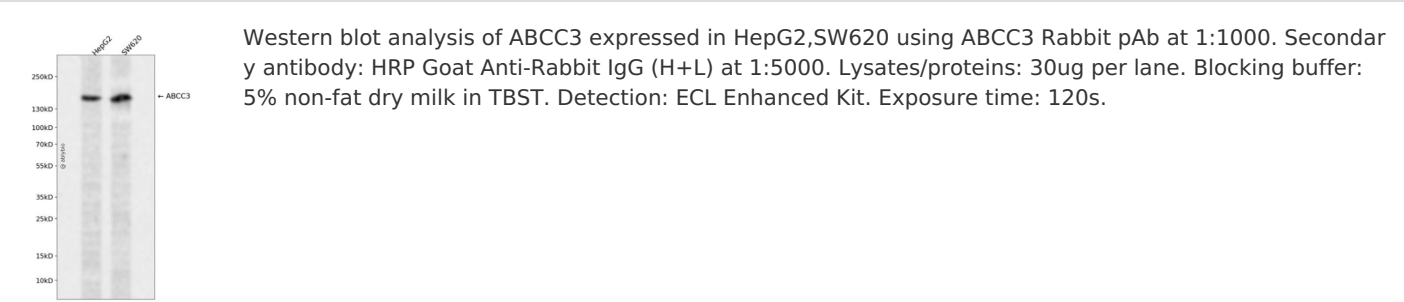 HepG2
SW620
Western blot analysis of ABCC3 expressed in HepG2,SW620 using ABCC3 Rabbit pAb at 1:1000. Secondar
y antibody: HRP Goat Anti-Rabbit IgG (H+L) at 1:5000. Lysates/proteins: 30ug per lane. Blocking buffer:
5% non-fat dry milk in TBST. Detection: ECL Enhanced Kit. Exposure time: 120s.
250kD
← ABCC3
130kD
100kD
70kD
55kD
35kD
25kD
15kD
10kD